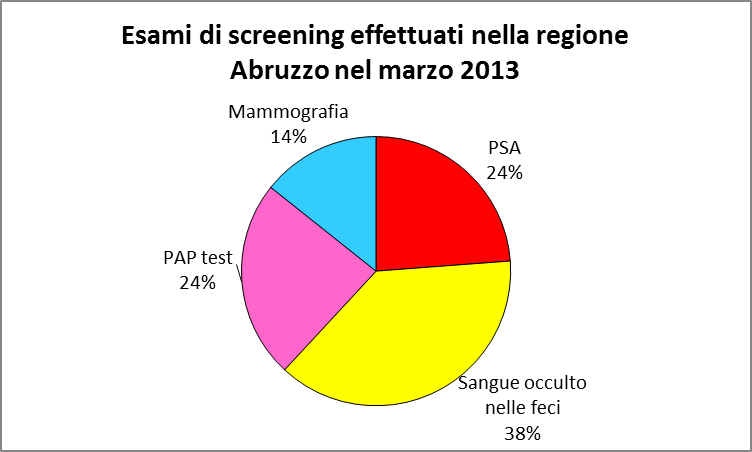 Esami di screening effettuati nella regione
Abruzzo nel marzo 2013
Mammografia
14%
PSA
24%
PAP test
24%
Sangue occulto
nelle feci
38%